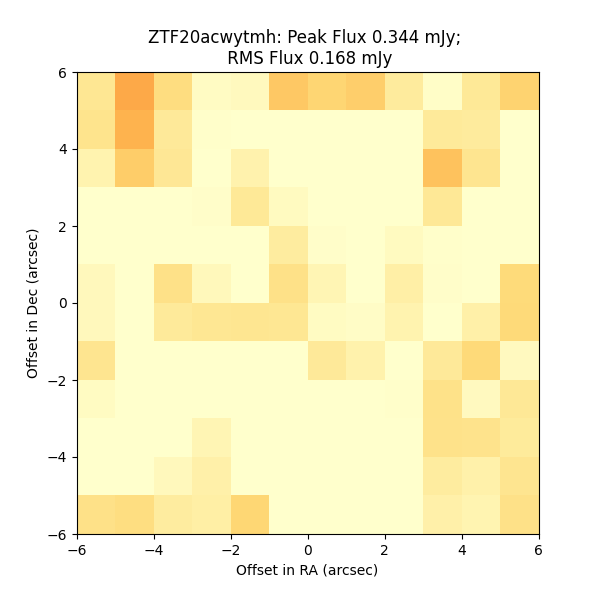 ZTF20acwytmh: Peak Flux 0.344 mJy;
RMS Flux 0.168 mJy
6
4
2
0
−2
−4
−6
Offset in Dec (arcsec)
−6 −4 −2 0 2 4 6
Offset in RA (arcsec)